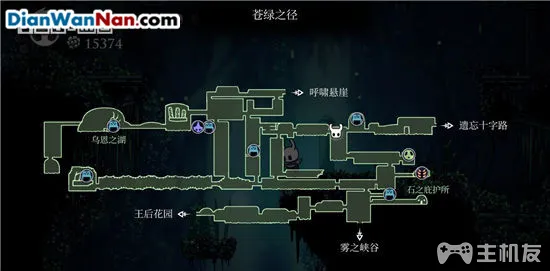 DianWanNan.com
苍绿之径
15374
呼啸悬崖
遗忘十字路
乌恩之湖
石之庇护所
王后花园
雾之峡谷
主机友